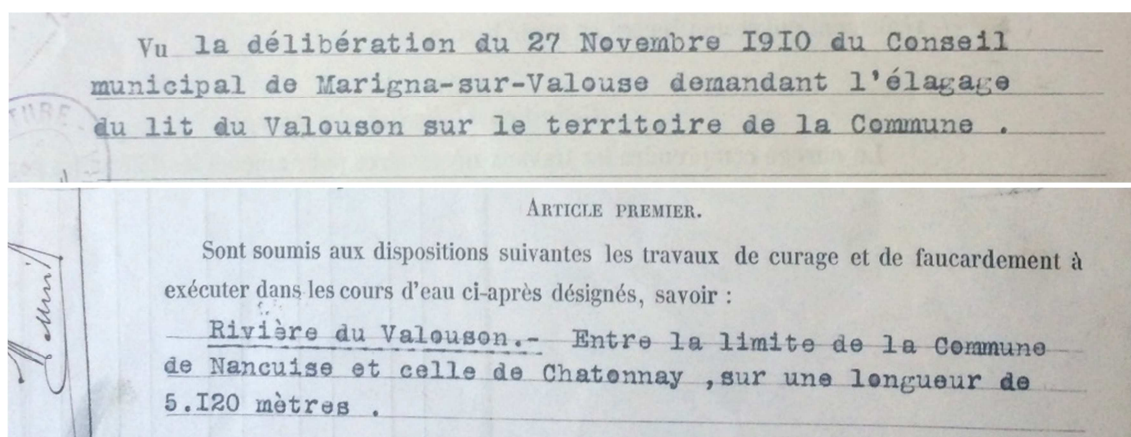 Vu la délibération du 27 Novembre I9IO du Conseil
municipal de Marigna-sur-Valouse demandant l'élagage
du lit du Valouson sur le territoire de la Commune .
TURE
ARTICLE PREMIER.
Sont soumis aux dispositions suivantes les travaux de curage et de faucardement à
exécuter dans les cours d'eau ci-après désignés, savoir :
Rivière du Valouson.- Entre la limite de la Commune
de Nancuise et celle de Chatonnay ,sur une longueur de
5.I20 mètres .